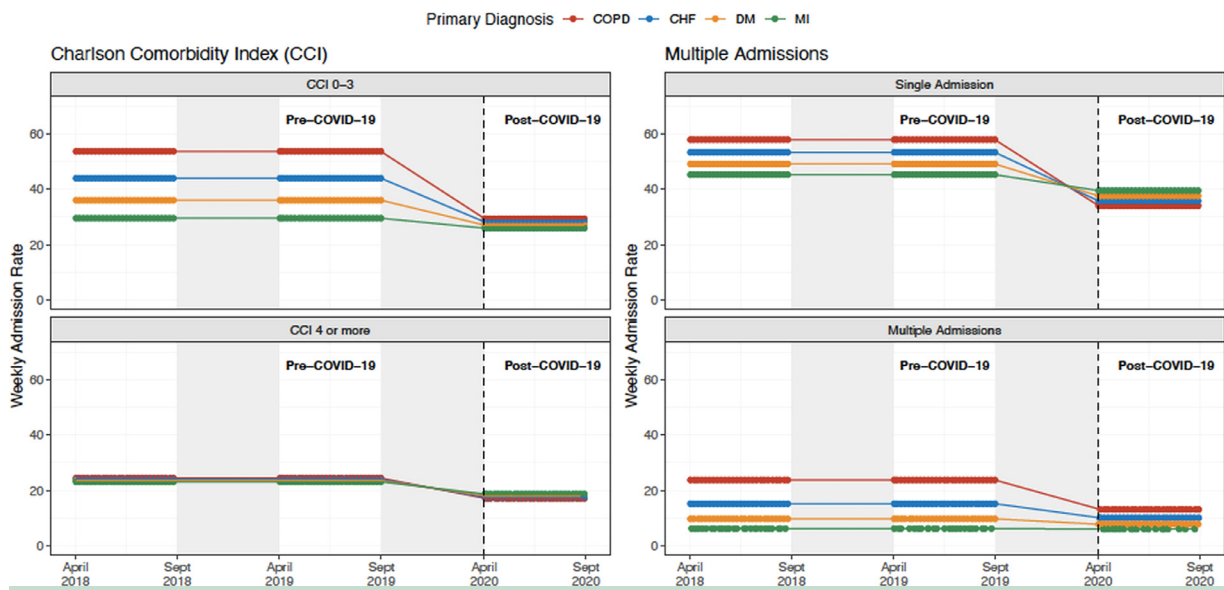 Primary Diagnosis COPD CHF DM MI
Charlson Comorbidity Index (CCI)
CCI 0–3
Pre–COVID–19 Post–COVID–19
60
40
20
0
CCI 4 or more
Pre–COVID–19 Post–COVID–19
60
40
20
0
Weekly Admission Rate
April 2018
Sept 2018
April 2019
Sept 2019
April 2020
Sept 2020
Multiple Admissions
Single Admission
Pre–COVID–19 Post–COVID–19
60
40
20
0
Multiple Admissions
Pre–COVID–19 Post–COVID–19
60
40
20
0
Weekly Admission Rate
April 2018
Sept 2018
April 2019
Sept 2019
April 2020
Sept 2020